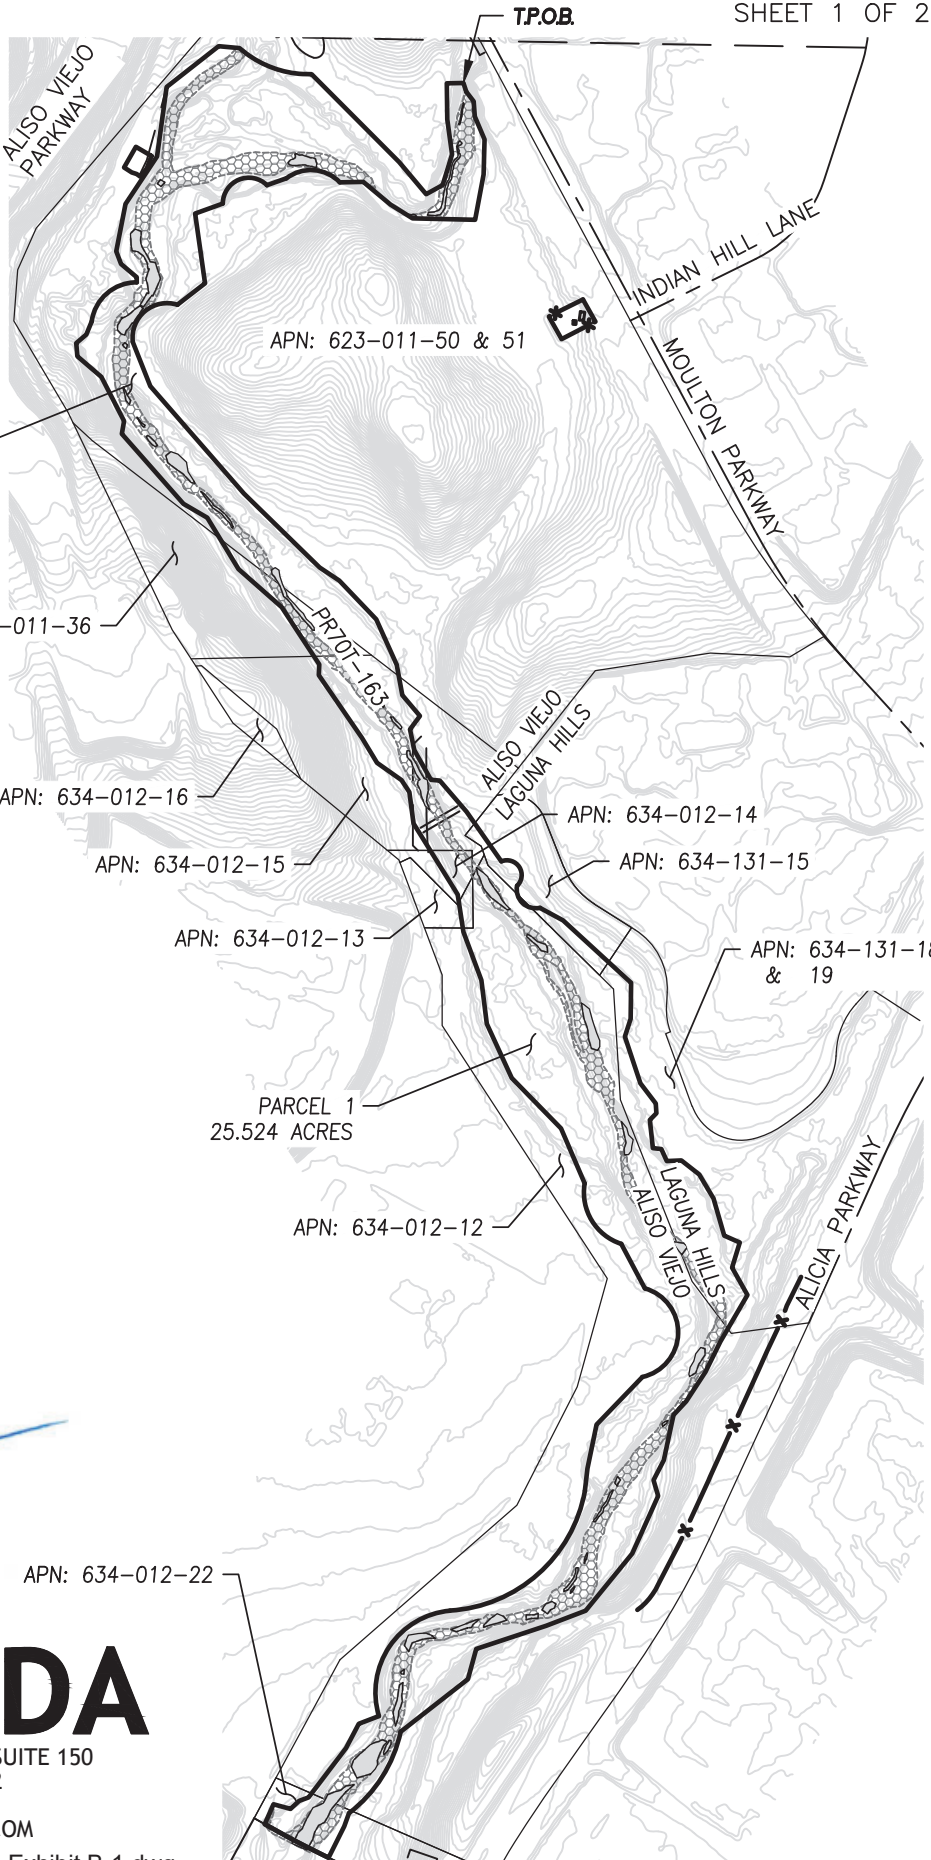 SHEET 1 OF 2
T.P.O.B.
ALISO VIEJO
PARKWAY
INDIAN HILL LANE
APN: 623-011-50 & 51
MOULTON PARKWAY
-011-36
PR70T-163
ALISO VIEJO
LAGUNA HILLS
APN: 634-012-16
APN: 634-012-14
APN: 634-012-15
APN: 634-131-15
APN: 634-012-13
APN: 634-131-18
& 19
PARCEL 1
25.524 ACRES
APN: 634-012-12
LAGUNA HILLS
ALISO VIEJO
ALICIA PARKWAY
APN: 634-012-22
DA
SUITE 150
OM
Exhibit B-1.dwg